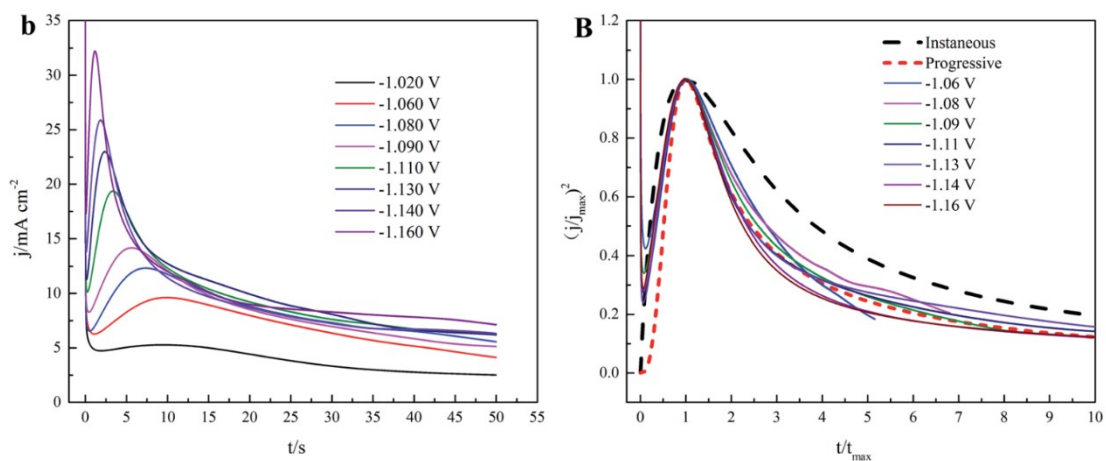 b
j/mA cm-2
35
30
25
20
15
10
5
0
-1.020 V
-1.060 V
-1.080 V
-1.090 V
-1.110 V
-1.130 V
-1.140 V
-1.160 V
0 5 10 15 20 25 30 35 40 45 50 55
t/s
B
(j/jmax)2
1.2
1.0
0.8
0.6
0.4
0.2
0.0
Instaneous
Progressive
-1.06 V
-1.08 V
-1.09 V
-1.11 V
-1.13 V
-1.14 V
-1.16 V
0 1 2 3 4 5 6 7 8 9 10
t/tmax